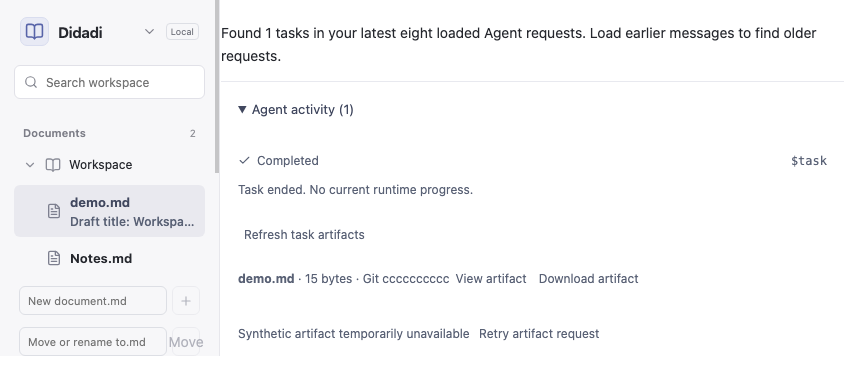 Didadi
Local
Search workspace
Documents 2
Workspace
demo.md
Draft title: Workspa...
Notes.md
New document.md +
Move or rename to.md Move
Found 1 tasks in your latest eight loaded Agent requests. Load earlier messages to find older
requests.
▼ Agent activity (1)
✓ Completed $task
Task ended. No current runtime progress.
Refresh task artifacts
demo.md · 15 bytes · Git cccccccccc View artifact Download artifact
Synthetic artifact temporarily unavailable Retry artifact request